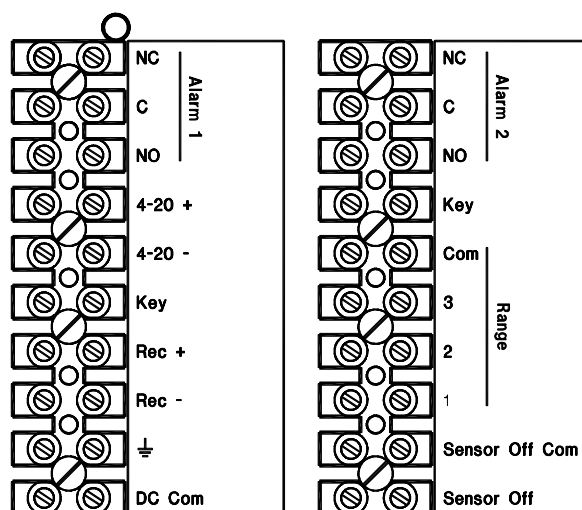 NC
C
NO
Alarm 1
4-20 +
4-20 -
Key
Rec +
Rec -
DC Com
NC
C
NO
Alarm 2
Key
Com
3
2
1
Range
Sensor Off Com
Sensor Off